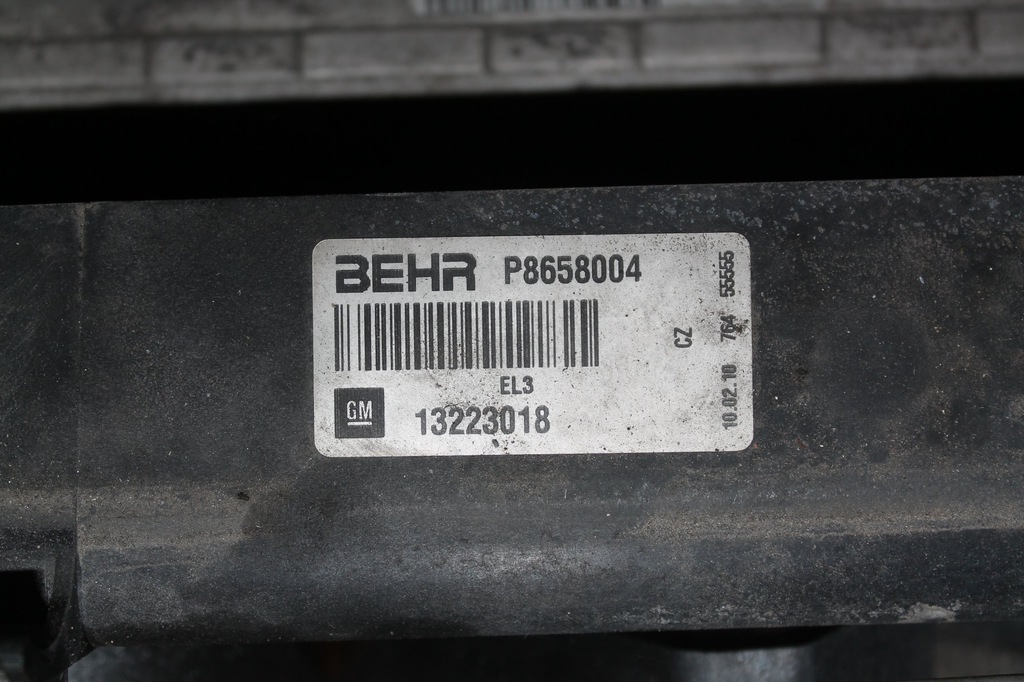 BEHR P8658004
EL3
GM 13223018
CZ
10.02.10 764 55555